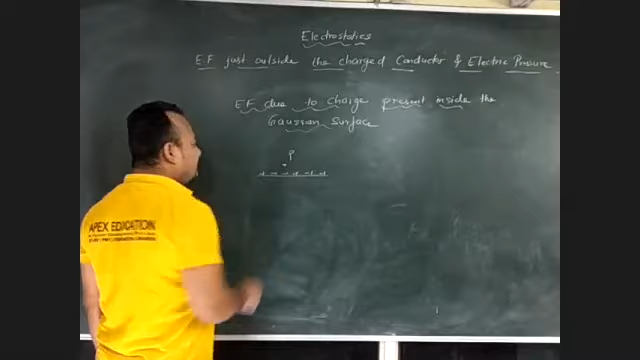 Electrostatics
E.F just outside the charged Conductor & Electric Pressure
E.F due to charge present inside the
Gaussian Surface
P
APEX EDUCATION